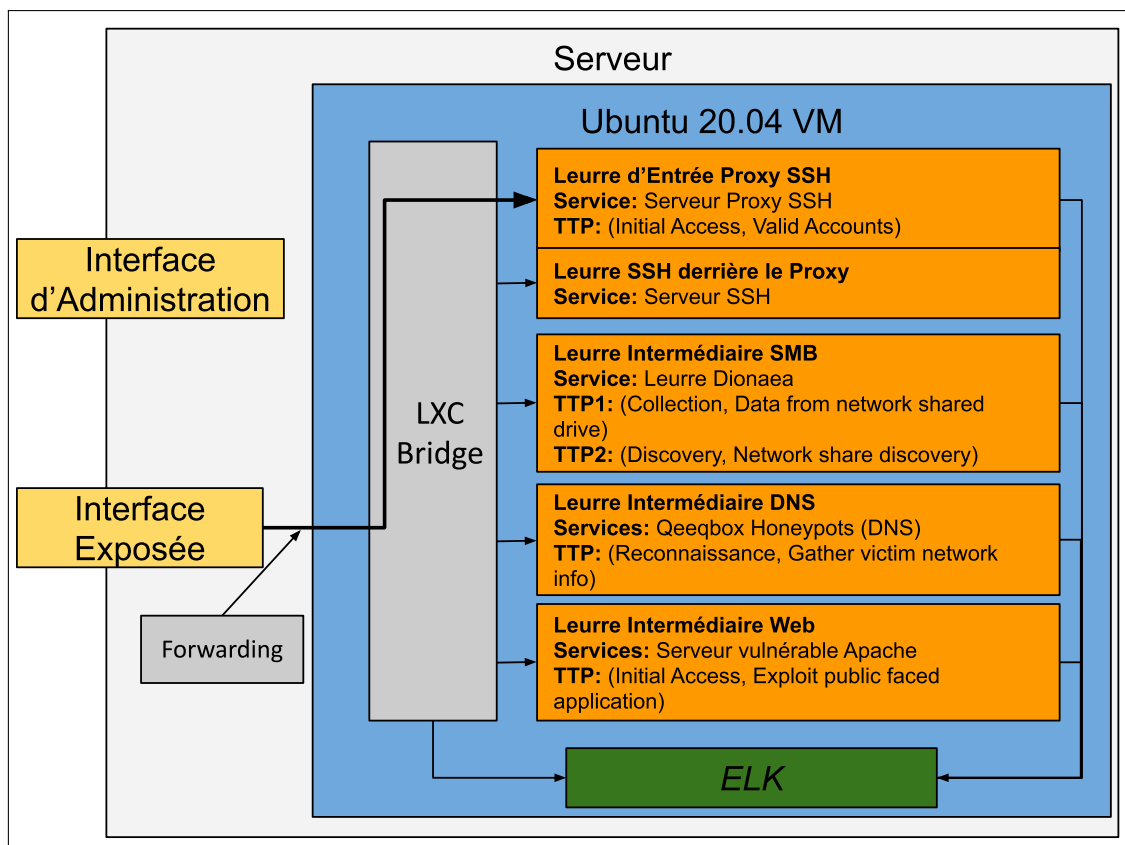 Serveur
Ubuntu 20.04 VM
Leurre d'Entrée Proxy SSH
Service: Serveur Proxy SSH
TTP: (Initial Access, Valid Accounts)
Leurre SSH derrière le Proxy
Service: Serveur SSH
Interface
d'Administration
Leurre Intermédiaire SMB
Service: Leurre Dionaea
TTP1: (Collection, Data from network shared
drive)
TTP2: (Discovery, Network share discovery)
LXC
Bridge
Interface
Exposée
Leurre Intermédiaire DNS
Services: Qeeqbox Honeypots (DNS)
TTP: (Reconnaissance, Gather victim network
info)
Forwarding
Leurre Intermédiaire Web
Services: Serveur vulnérable Apache
TTP: (Initial Access, Exploit public faced
application)
ELK